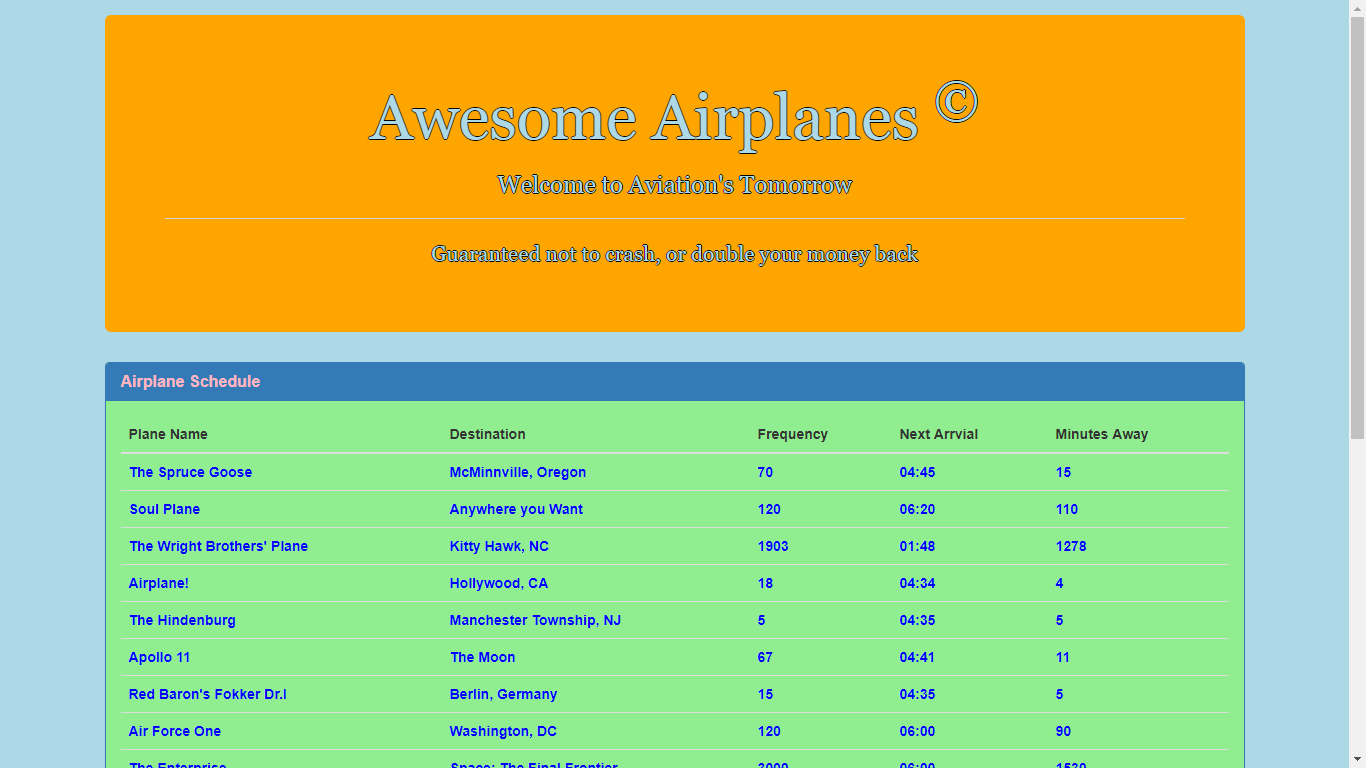 Awesome Airplanes ©
Welcome to Aviation's Tomorrow
Guaranteed not to crash, or double your money back
Airplane Schedule
Plane Name Destination Frequency Next Arrvial Minutes Away
The Spruce Goose McMinnville, Oregon 70 04:45 15
Soul Plane Anywhere you Want 120 06:20 110
The Wright Brothers' Plane Kitty Hawk, NC 1903 01:48 1278
Airplane! Hollywood, CA 18 04:34 4
The Hindenburg Manchester Township, NJ 5 04:35 5
Apollo 11 The Moon 67 04:41 11
Red Baron's Fokker Dr.I Berlin, Germany 15 04:35 5
Air Force One Washington, DC 120 06:00 90
The Enterprise Space: The Final Frontier 3000 06:00 1530